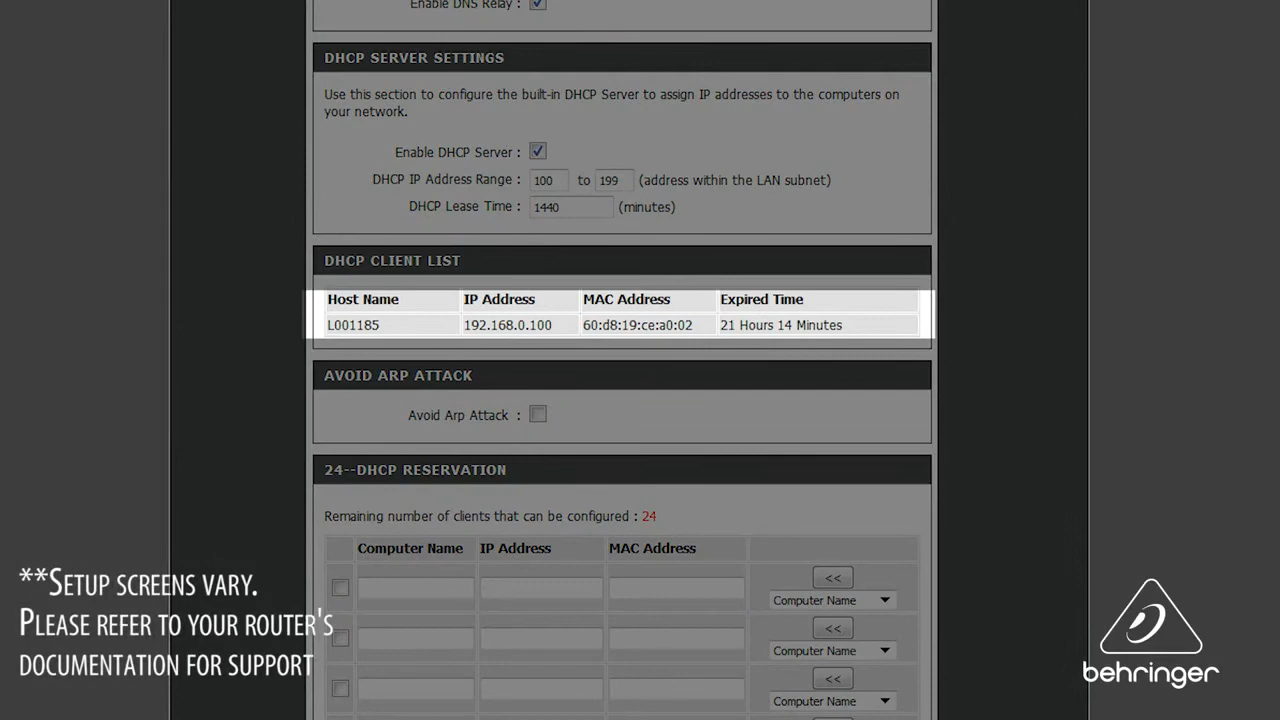 Enable DNS Relay :
DHCP SERVER SETTINGS
Use this section to configure the built-in DHCP Server to assign IP addresses to the computers on
your network.
Enable DHCP Server :
DHCP IP Address Range : 100 to 199 (address within the LAN subnet)
DHCP Lease Time : 1440 (minutes)
DHCP CLIENT LIST
Host Name IP Address MAC Address Expired Time
L001185 192.168.0.100 60:d8:19:ce:a0:02 21 Hours 14 Minutes
AVOID ARP ATTACK
Avoid Arp Attack :
24--DHCP RESERVATION
Remaining number of clients that can be configured : 24
Computer Name IP Address MAC Address
<< 
Computer Name
<<
Computer Name
<<
Computer Name
**SETUP SCREENS VARY.
PLEASE REFER TO YOUR ROUTER'S
DOCUMENTATION FOR SUPPORT
behringer